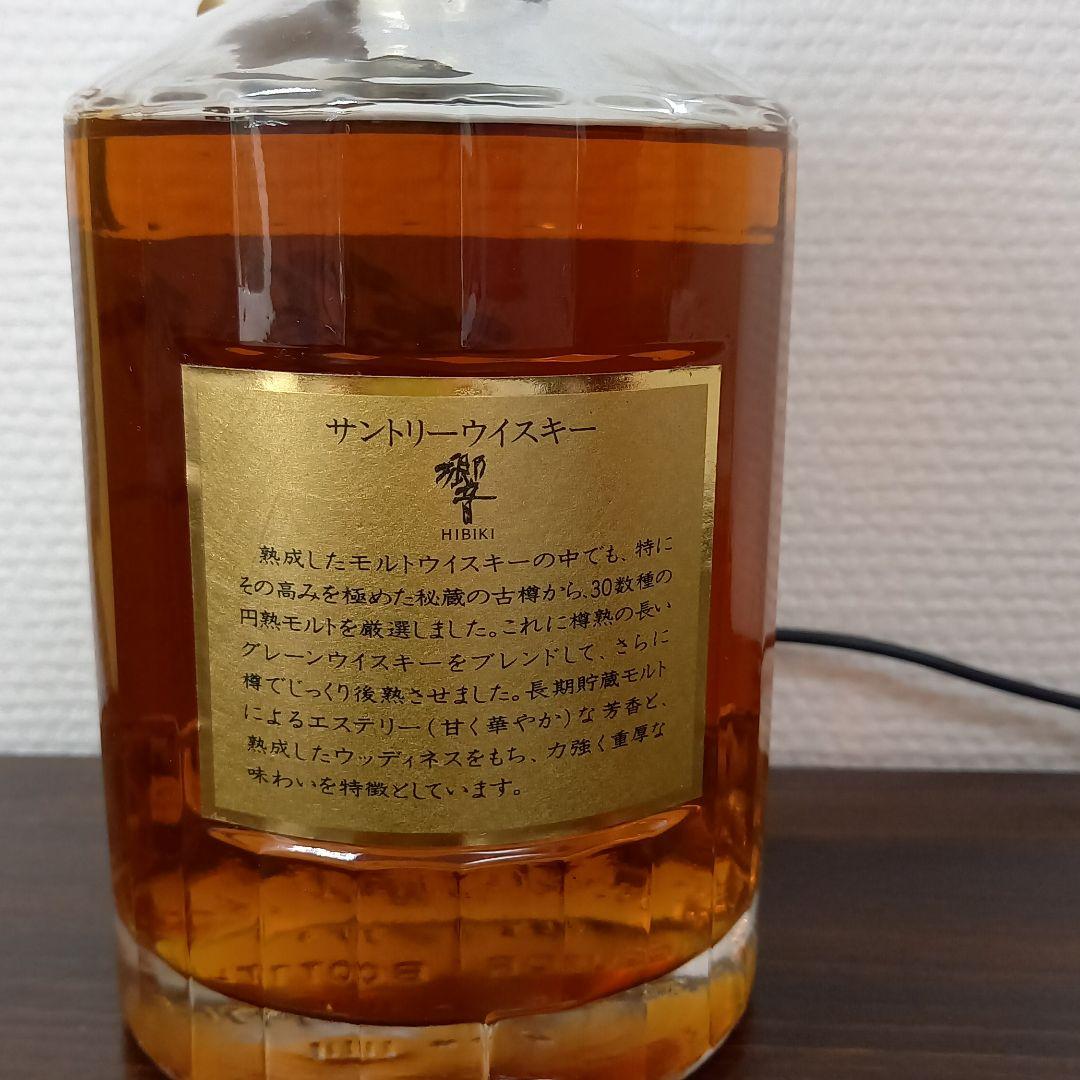 サントリーウイスキー
響
HIBIKI
熟成したモルトウイスキーの中でも、特に
その高みを極めた秘蔵の古樽から、30数種の
円熟モルトを厳選しました。これに樽熟の長い
グレーンウイスキーをブレンドして、さらに
樽でじっくり後熟させました。長期貯蔵モルト
によるエステリー(甘く華やか)な芳香と、
熟成したウッディネスをもち、力強く重厚な
味わいを特徴としています。